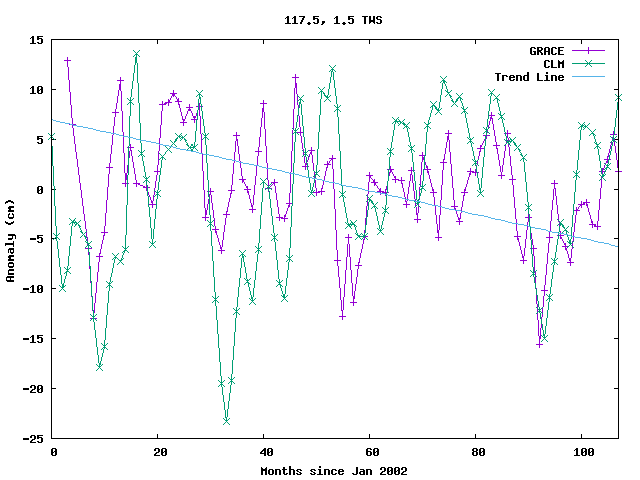 117.5, 1.5 TWS
GRACE
CLM
Trend Line
15
10
5
0
-5
-10
-15
-20
-25
Anomaly (cm)
0 20 40 60 80 100
Months since Jan 2002